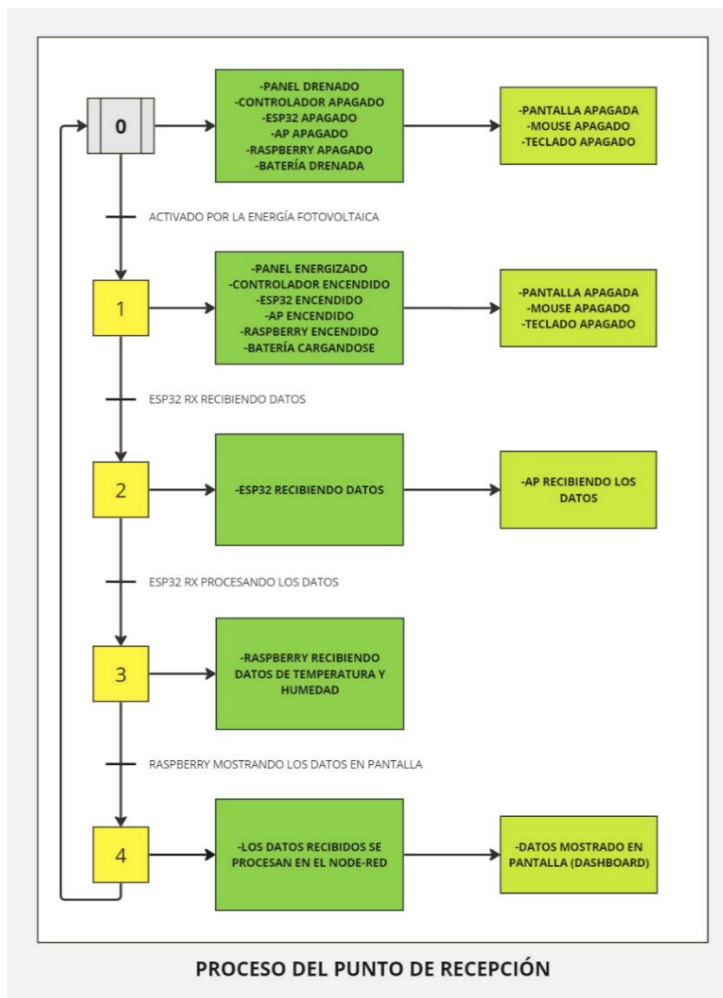 0
-PANEL DRENADO
-CONTROLADOR APAGADO
-ESP32 APAGADO
-AP APAGADO
-RASPBERRY APAGADO
-BATERÍA DRENADA
-PANTALLA APAGADA
-MOUSE APAGADO
-TECLADO APAGADO
ACTIVADO POR LA ENERGÍA FOTOVOLTAICA
1
-PANEL ENERGIZADO
-CONTROLADOR ENCENDIDO
-ESP32 ENCENDIDO
-AP ENCENDIDO
-RASPBERRY ENCENDIDO
-BATERÍA CARGANDOSE
-PANTALLA APAGADA
-MOUSE APAGADO
-TECLADO APAGADO
ESP32 RX RECIBIENDO DATOS
2
-ESP32 RECIBIENDO DATOS
-AP RECIBIENDO LOS
DATOS
ESP32 RX PROCESANDO LOS DATOS
3
-RASPBERRY RECIBIENDO
DATOS DE TEMPERATURA Y
HUMEDAD
RASPBERRY MOSTRANDO LOS DATOS EN PANTALLA
4
-LOS DATOS RECIBIDOS SE
PROCESAN EN EL NODE-RED
-DATOS MOSTRADO EN
PANTALLA (DASHBOARD)
PROCESO DEL PUNTO DE RECEPCIÓN